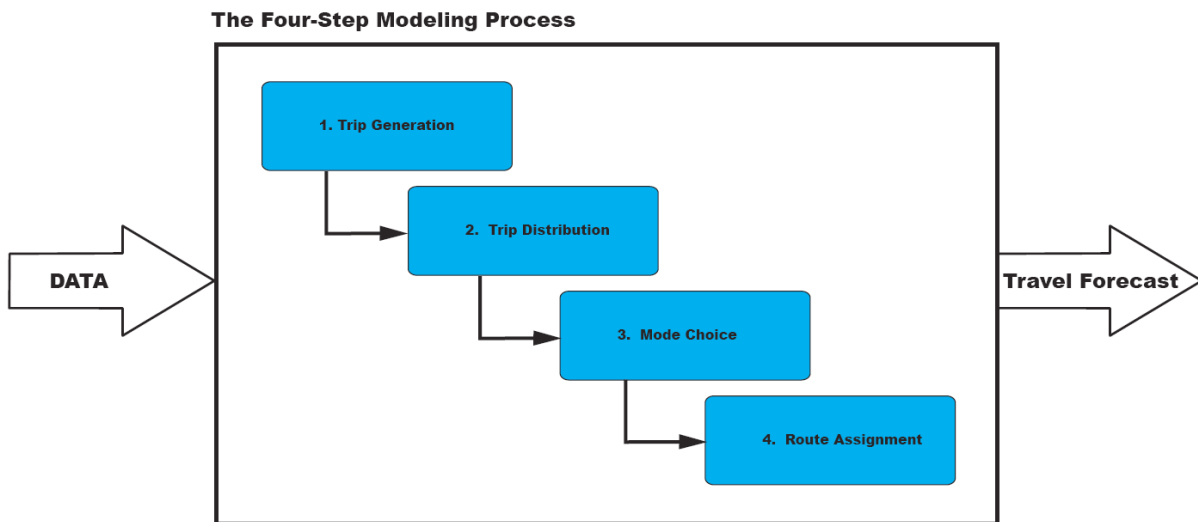 The Four-Step Modeling Process
1. Trip Generation
2. Trip Distribution
DATA
Travel Forecast
3. Mode Choice
4. Route Assignment